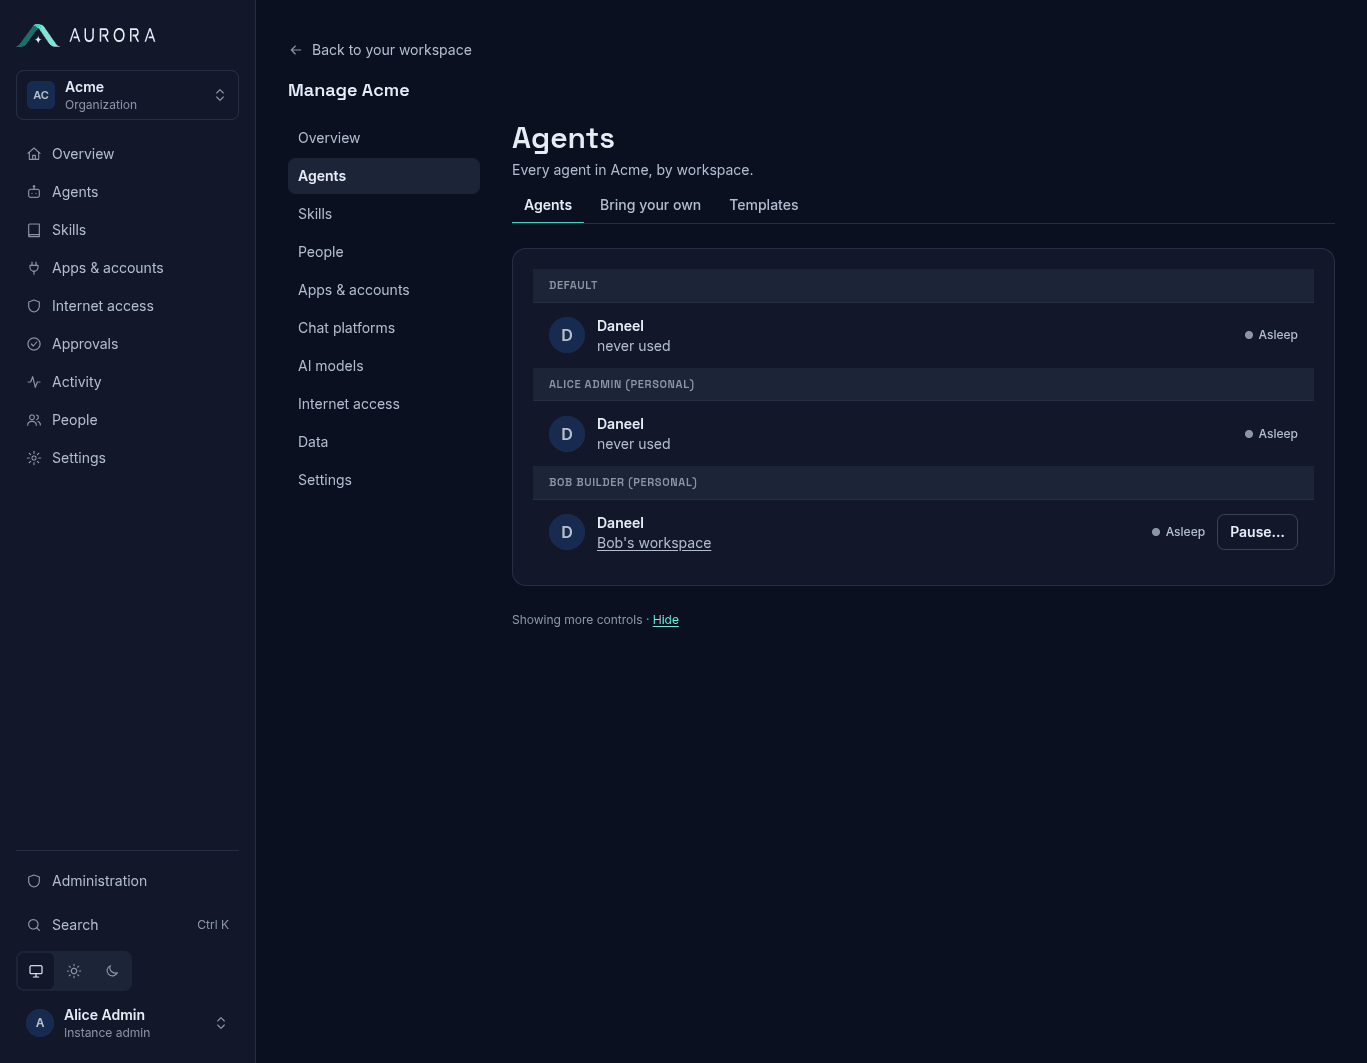 AURORA
AC
Acme
Organization
Overview
Agents
Skills
Apps & accounts
Internet access
Approvals
Activity
People
Settings
Administration
Search Ctrl K
A
Alice Admin
Instance admin
Back to your workspace
Manage Acme
Overview
Agents
Skills
People
Apps & accounts
Chat platforms
AI models
Internet access
Data
Settings
Agents
Every agent in Acme, by workspace.
Agents Bring your own Templates
DEFAULT
D
Daneel
never used
Asleep
ALICE ADMIN (PERSONAL)
D
Daneel
never used
Asleep
BOB BUILDER (PERSONAL)
D
Daneel
Bob's workspace
Asleep
Pause...
Showing more controls · Hide